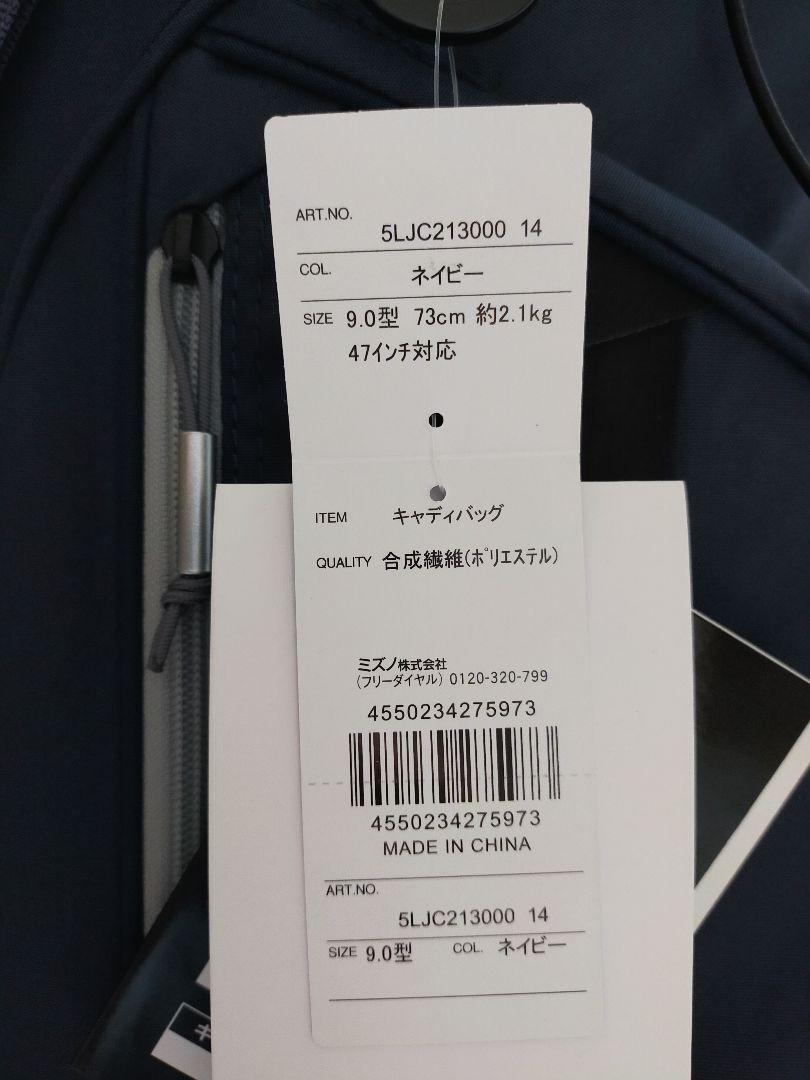 ART.NO. 5LJC213000 14
COL. ネイビー
SIZE 9.0型 73cm 約2.1kg
47インチ対応
ITEM キャディバッグ
QUALITY 合成繊維(ポリエステル)
ミズノ株式会社
(フリーダイヤル) 0120-320-799
4550234275973
4550234275973
MADE IN CHINA
ART.NO.
5LJC213000 14
SIZE 9.0型 COL. ネイビー
キ